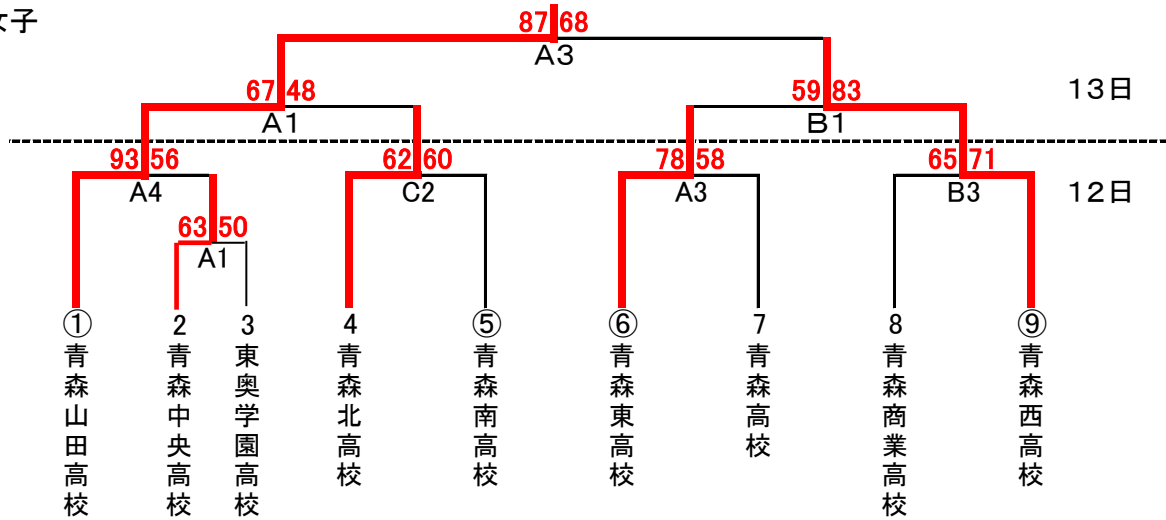 女子
87 68
A3
67 48
59 83
13日
A1
B1
93 56
62 60
78 58
65 71
A4
C2
A3
B3
12日
63 50
A1
① 2 3 4 ⑤ ⑥ 7 8 ⑨
青森山田高校
青森中央高校
東奥学園高校
青森北高校
青森南高校
青森東高校
青森高校
青森商業高校
青森西高校